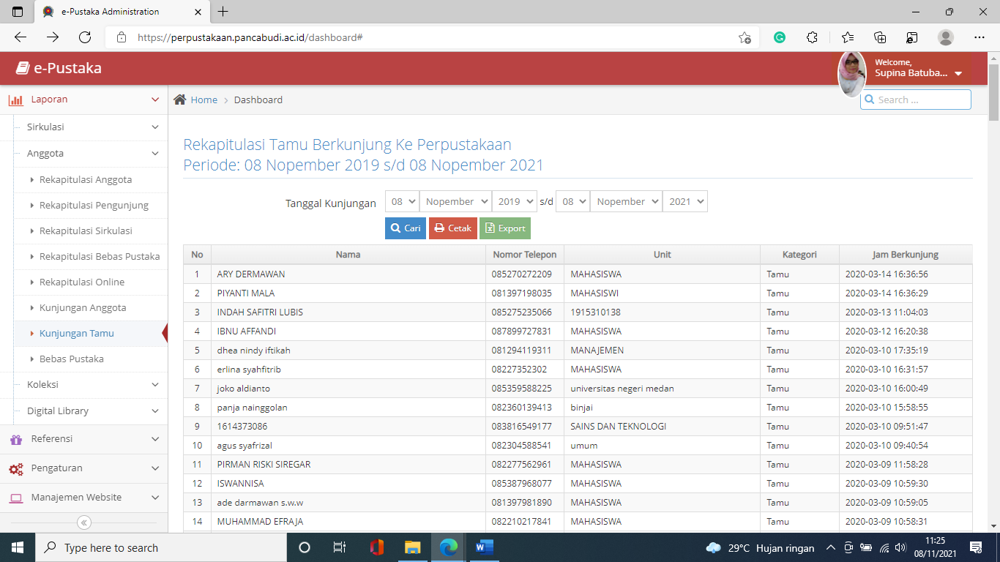 e-Pustaka Administration
https://perpustakaan.pancabudi.ac.id/dashboard#
e-Pustaka
Welcome,
Supina Batuba...
Laporan
Sirkulasi
Anggota
Rekapitulasi Anggota
Rekapitulasi Pengunjung
Rekapitulasi Sirkulasi
Rekapitulasi Bebas Pustaka
Rekapitulasi Online
Kunjungan Anggota
Kunjungan Tamu
Bebas Pustaka
Koleksi
Digital Library
Referensi
Pengaturan
Manajemen Website
Home > Dashboard
Search ...
Rekapitulasi Tamu Berkunjung Ke Perpustakaan
Periode: 08 Nopember 2019 s/d 08 Nopember 2021
Tanggal Kunjungan 08 Nopember 2019 s/d 08 Nopember 2021
Cari Cetak Export
No Nama Nomor Telepon Unit Kategori Jam Berkunjung
1 ARY DERMAWAN 085270272209 MAHASISWA Tamu 2020-03-14 16:36:56
2 PIYANTI MALA 081397198035 MAHASISWI Tamu 2020-03-14 16:36:29
3 INDAH SAFITRI LUBIS 085275235066 1915310138 Tamu 2020-03-13 11:04:03
4 IBNU AFFANDI 087899727831 MAHASISWA Tamu 2020-03-12 16:20:38
5 dhea nindy iftikah 081294119311 MANAJEMEN Tamu 2020-03-10 17:35:19
6 erlina syahfitrib 08227352302 MAHASISWA Tamu 2020-03-10 16:31:57
7 joko aldianto 085359588225 universitas negeri medan Tamu 2020-03-10 16:00:49
8 panja nainggolan 082360139413 binjai Tamu 2020-03-10 15:58:55
9 1614373086 083816549177 SAINS DAN TEKNOLOGI Tamu 2020-03-10 09:51:47
10 agus syafrizal 082304588541 umum Tamu 2020-03-10 09:40:54
11 PIRMAN RISKI SIREGAR 082277562961 MAHASISWA Tamu 2020-03-09 11:58:28
12 ISWANNISA 085387968077 MAHASISWA Tamu 2020-03-09 10:59:30
13 ade darmawan s.w.w 081397981890 MAHASISWA Tamu 2020-03-09 10:59:05
14 MUHAMMAD EFRAJA 082210217841 MAHASISWA Tamu 2020-03-09 10:58:31
Type here to search
29°C Hujan ringan
11:25
08/11/2021